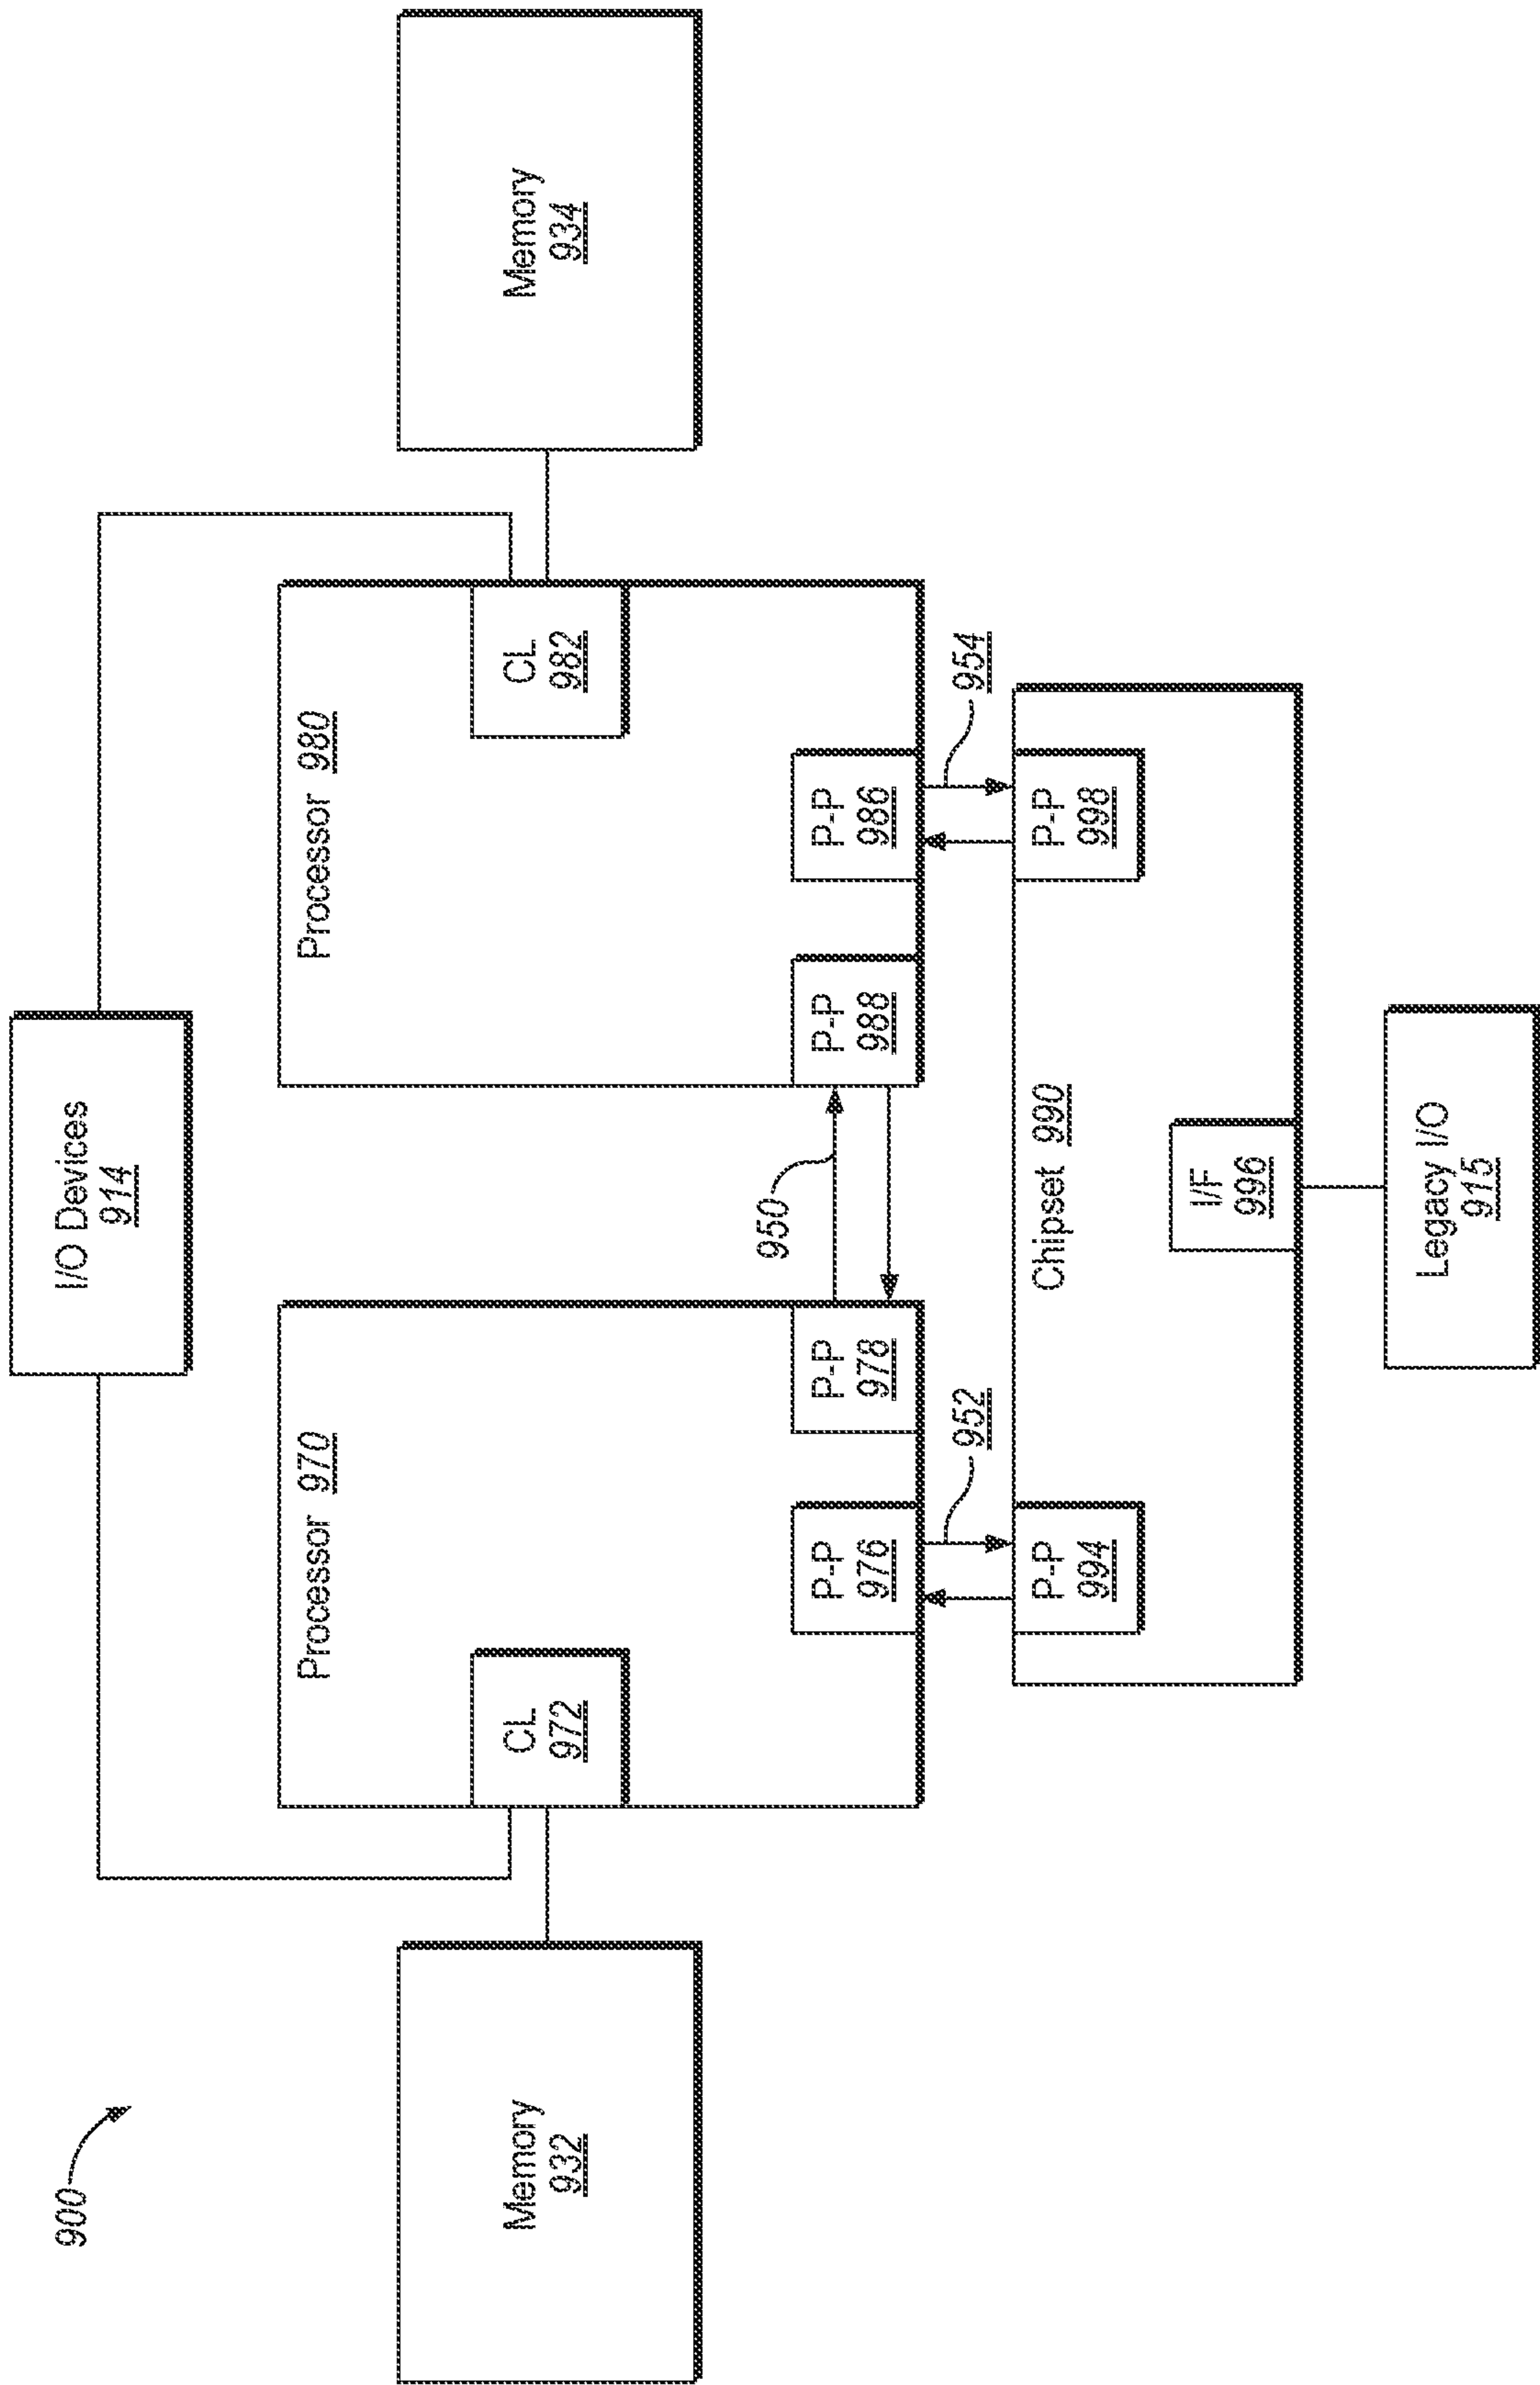 900
I/O Devices
914
Memory
932
Processor 970
CL
972
P-P
976
P-P
978
950
Processor 980
CL
982
P-P
988
P-P
986
Memory
934
952
954
Chipset 990
P-P
994
P-P
998
I/F
996
Legacy I/O
915